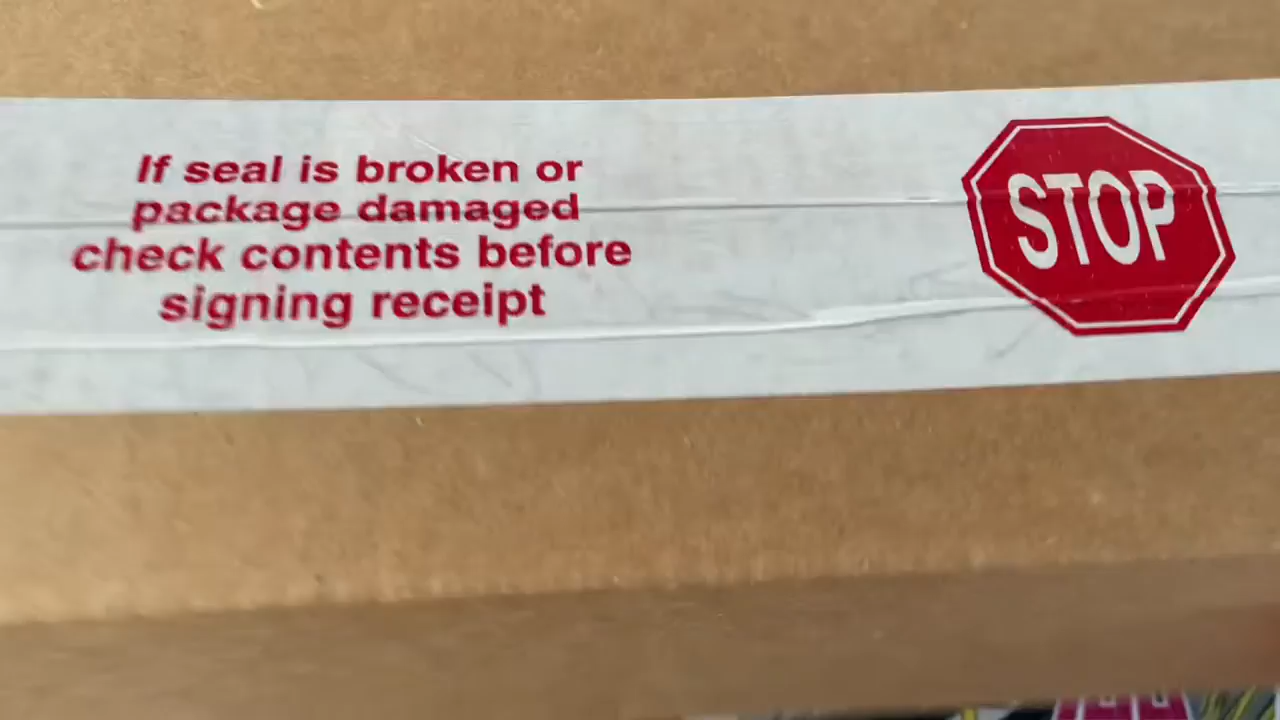 If seal is broken or
package damaged
check contents before
signing receipt
STOP